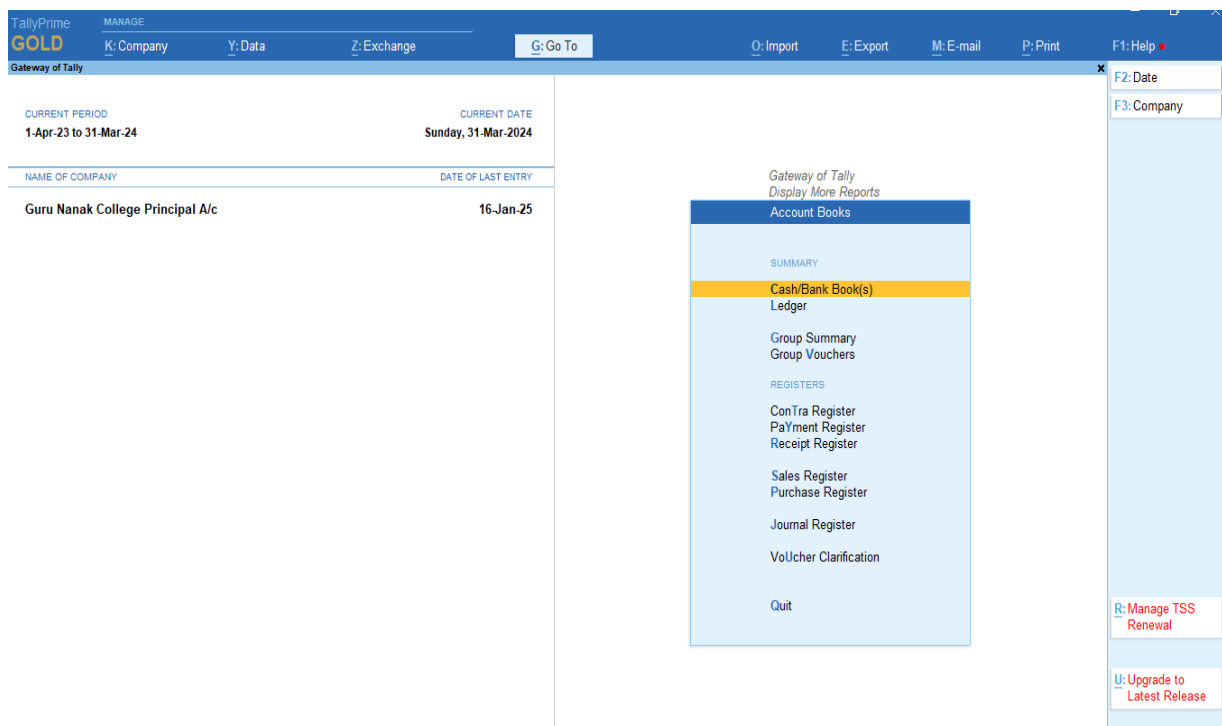 TallyPrime
GOLD
MANAGE
K: Company Y: Data Z: Exchange G: Go To O: Import E: Export M: E-mail P: Print F1: Help
Gateway of Tally x
F2: Date
F3: Company
CURRENT PERIOD CURRENT DATE
1-Apr-23 to 31-Mar-24 Sunday, 31-Mar-2024
NAME OF COMPANY DATE OF LAST ENTRY
Guru Nanak College Principal A/c 16-Jan-25
Gateway of Tally
Display More Reports
Account Books
SUMMARY
Cash/Bank Book(s)
Ledger
Group Summary
Group Vouchers
REGISTERS
ConTra Register
PaYment Register
Receipt Register
Sales Register
Purchase Register
Journal Register
VoUcher Clarification
Quit
R: Manage TSS
Renewal
U: Upgrade to
Latest Release